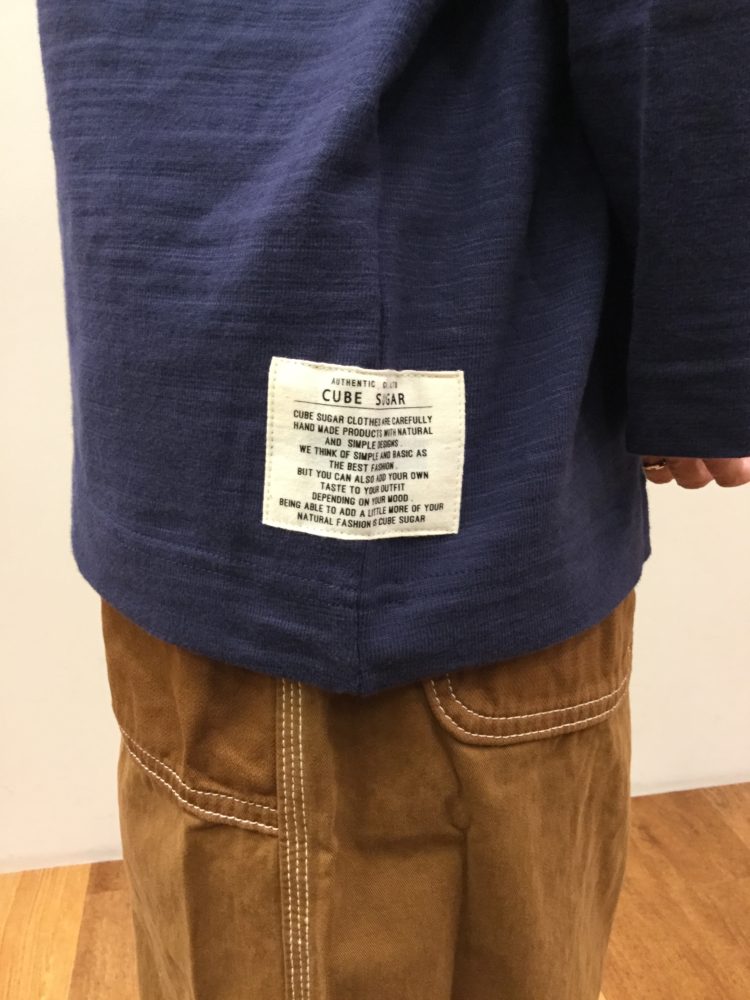 AUTHENTIC CO.LTD
CUBE SUGAR
CUBE SUGAR CLOTHES ARE CAREFULLY
HAND MADE PRODUCTS WITH NATURAL
AND SIMPLE DESIGNS.
WE THINK OF SIMPLE AND BASIC AS
THE BEST FASHION.
BUT YOU CAN ALSO ADD YOUR OWN
TASTE TO YOUR OUTFIT
DEPENDING ON YOUR MOOD.
BEING ABLE TO ADD A LITTLE MORE OF YOUR
NATURAL FASHION IS CUBE SUGAR